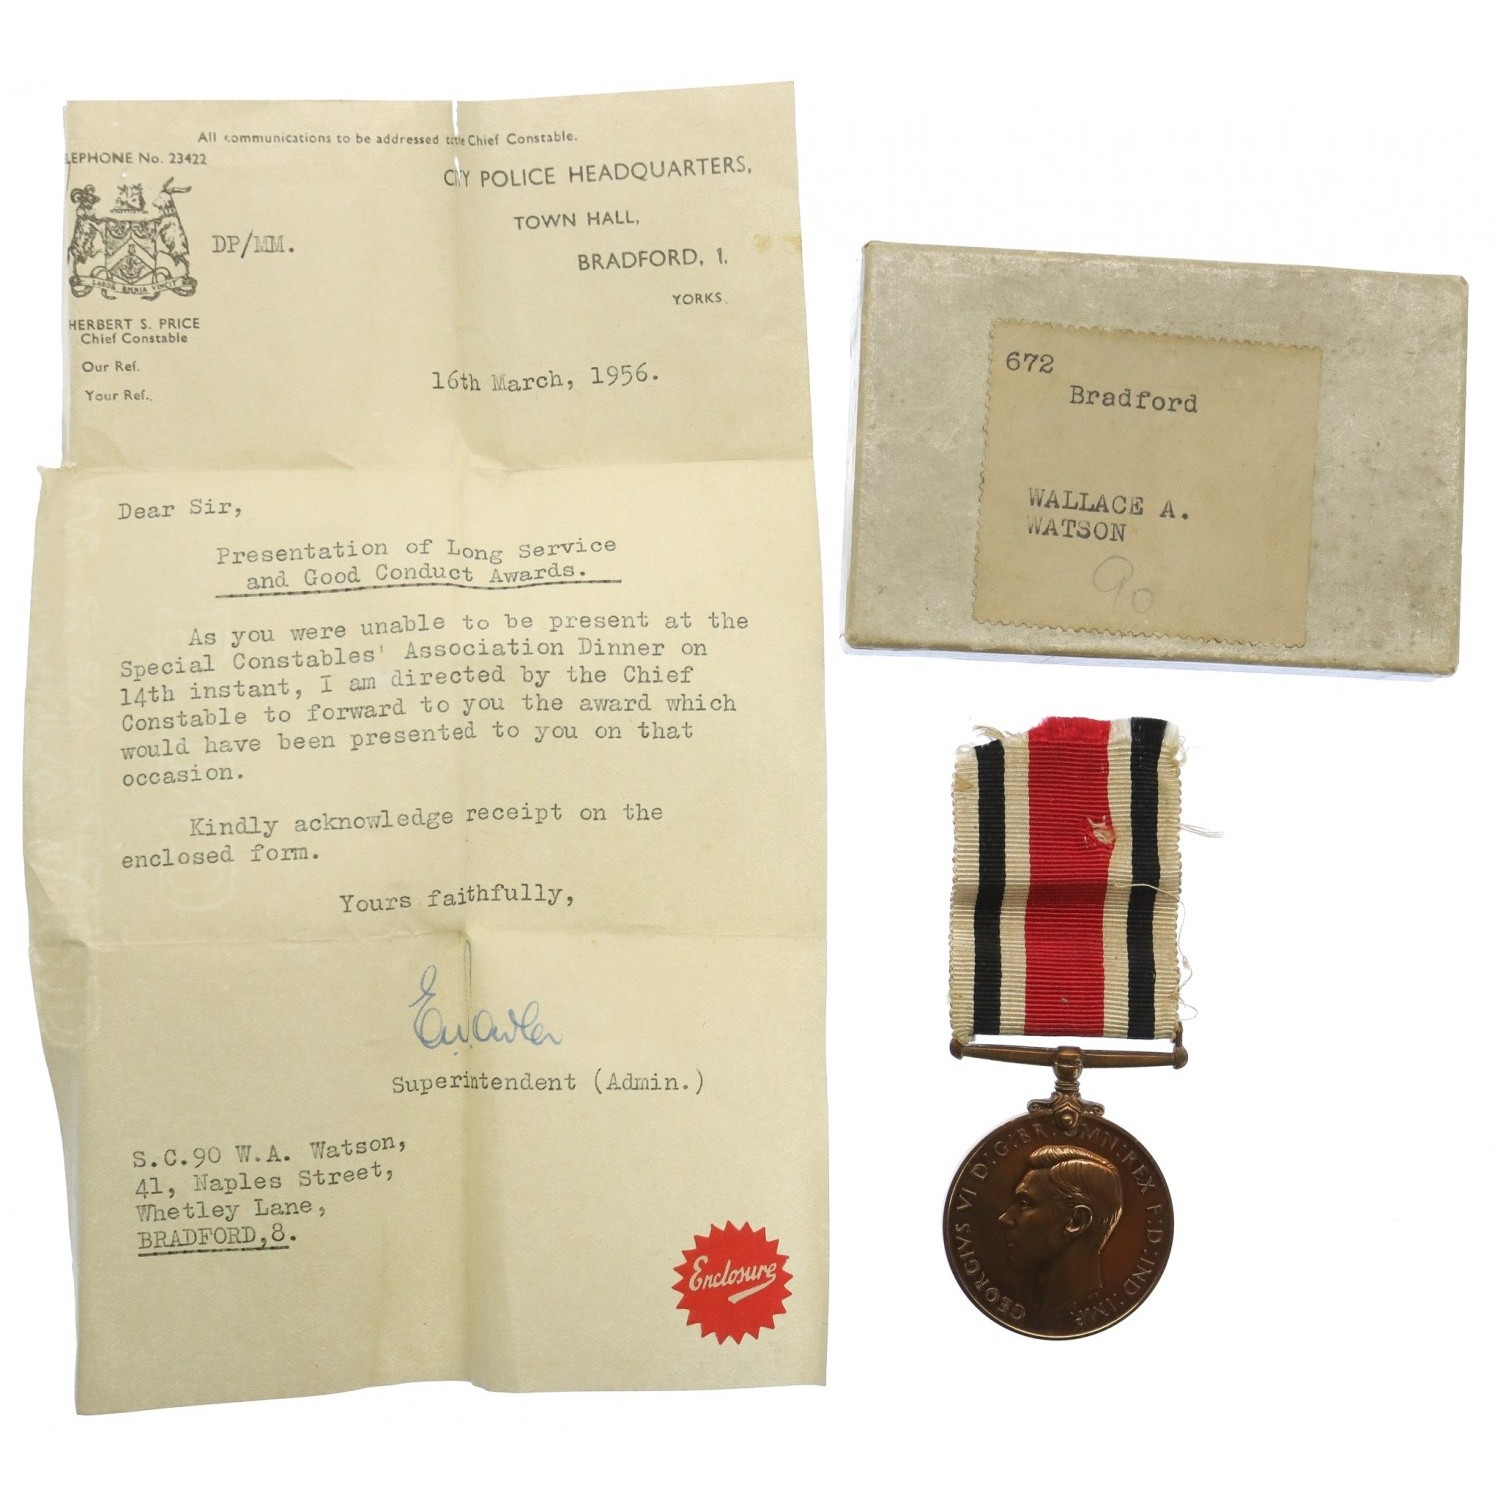 All communications to be addressed to the Chief Constable.
LEPHONE No. 23422
CITY POLICE HEADQUARTERS,
TOWN HALL,
BRADFORD, 1.
YORKS.
DP/MM.
LABOR OMNIA VINCIT
HERBERT S. PRICE
Chief Constable
Our Ref.
Your Ref.
16th March, 1956.
Dear Sir,
Presentation of Long Service
and Good Conduct Awards.
As you were unable to be present at the
Special Constables' Association Dinner on
14th instant, I am directed by the Chief
Constable to forward to you the award which
would have been presented to you on that
occasion.
Kindly acknowledge receipt on the
enclosed form.
Yours faithfully,
Superintendent (Admin.)
S.C.90 W.A. Watson,
41, Naples Street,
Whetley Lane,
BRADFORD,8.
Enclosure
672
Bradford
WALLACE A.
WATSON
90
GEORGIVS VI D:G:BR:OMN:REX F:D:IND:IMP.